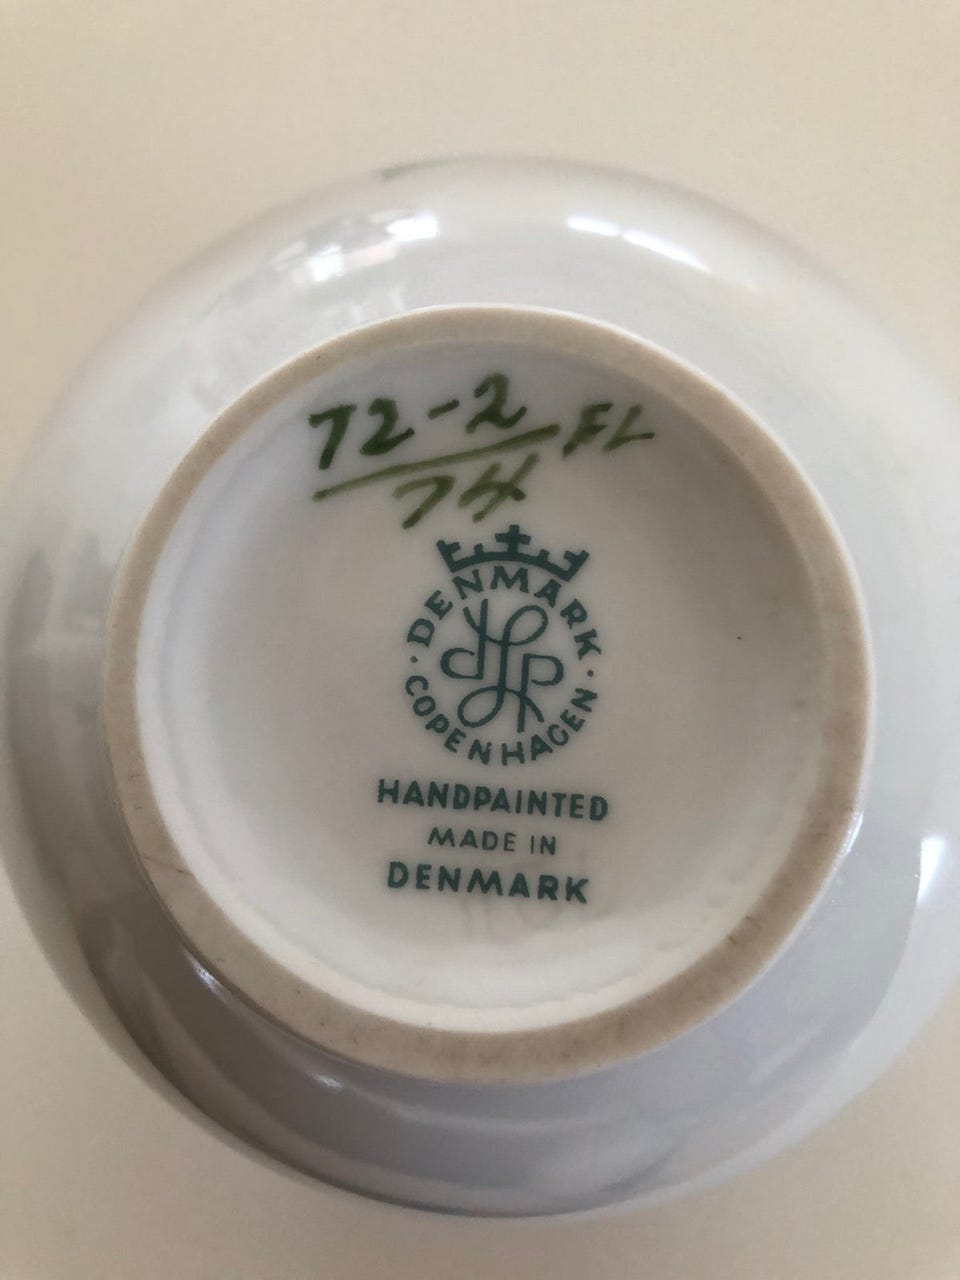 72-2 FL
74
DENMARK
COPENHAGEN
HANDPAINTED
MADE IN
DENMARK